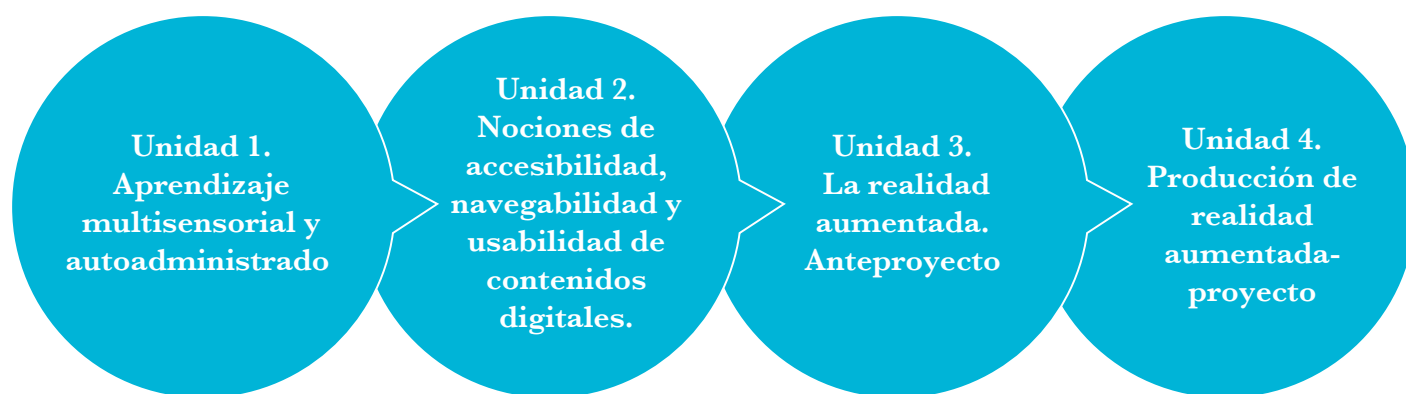 Unidad 1.
Aprendizaje
multisensorial y
autoadministrado
Unidad 2.
Nociones de
accesibilidad,
navegabilidad y
usabilidad de
contenidos
digitales.
Unidad 3.
La realidad
aumentada.
Anteproyecto
Unidad 4.
Producción de
realidad
aumentada-
proyecto